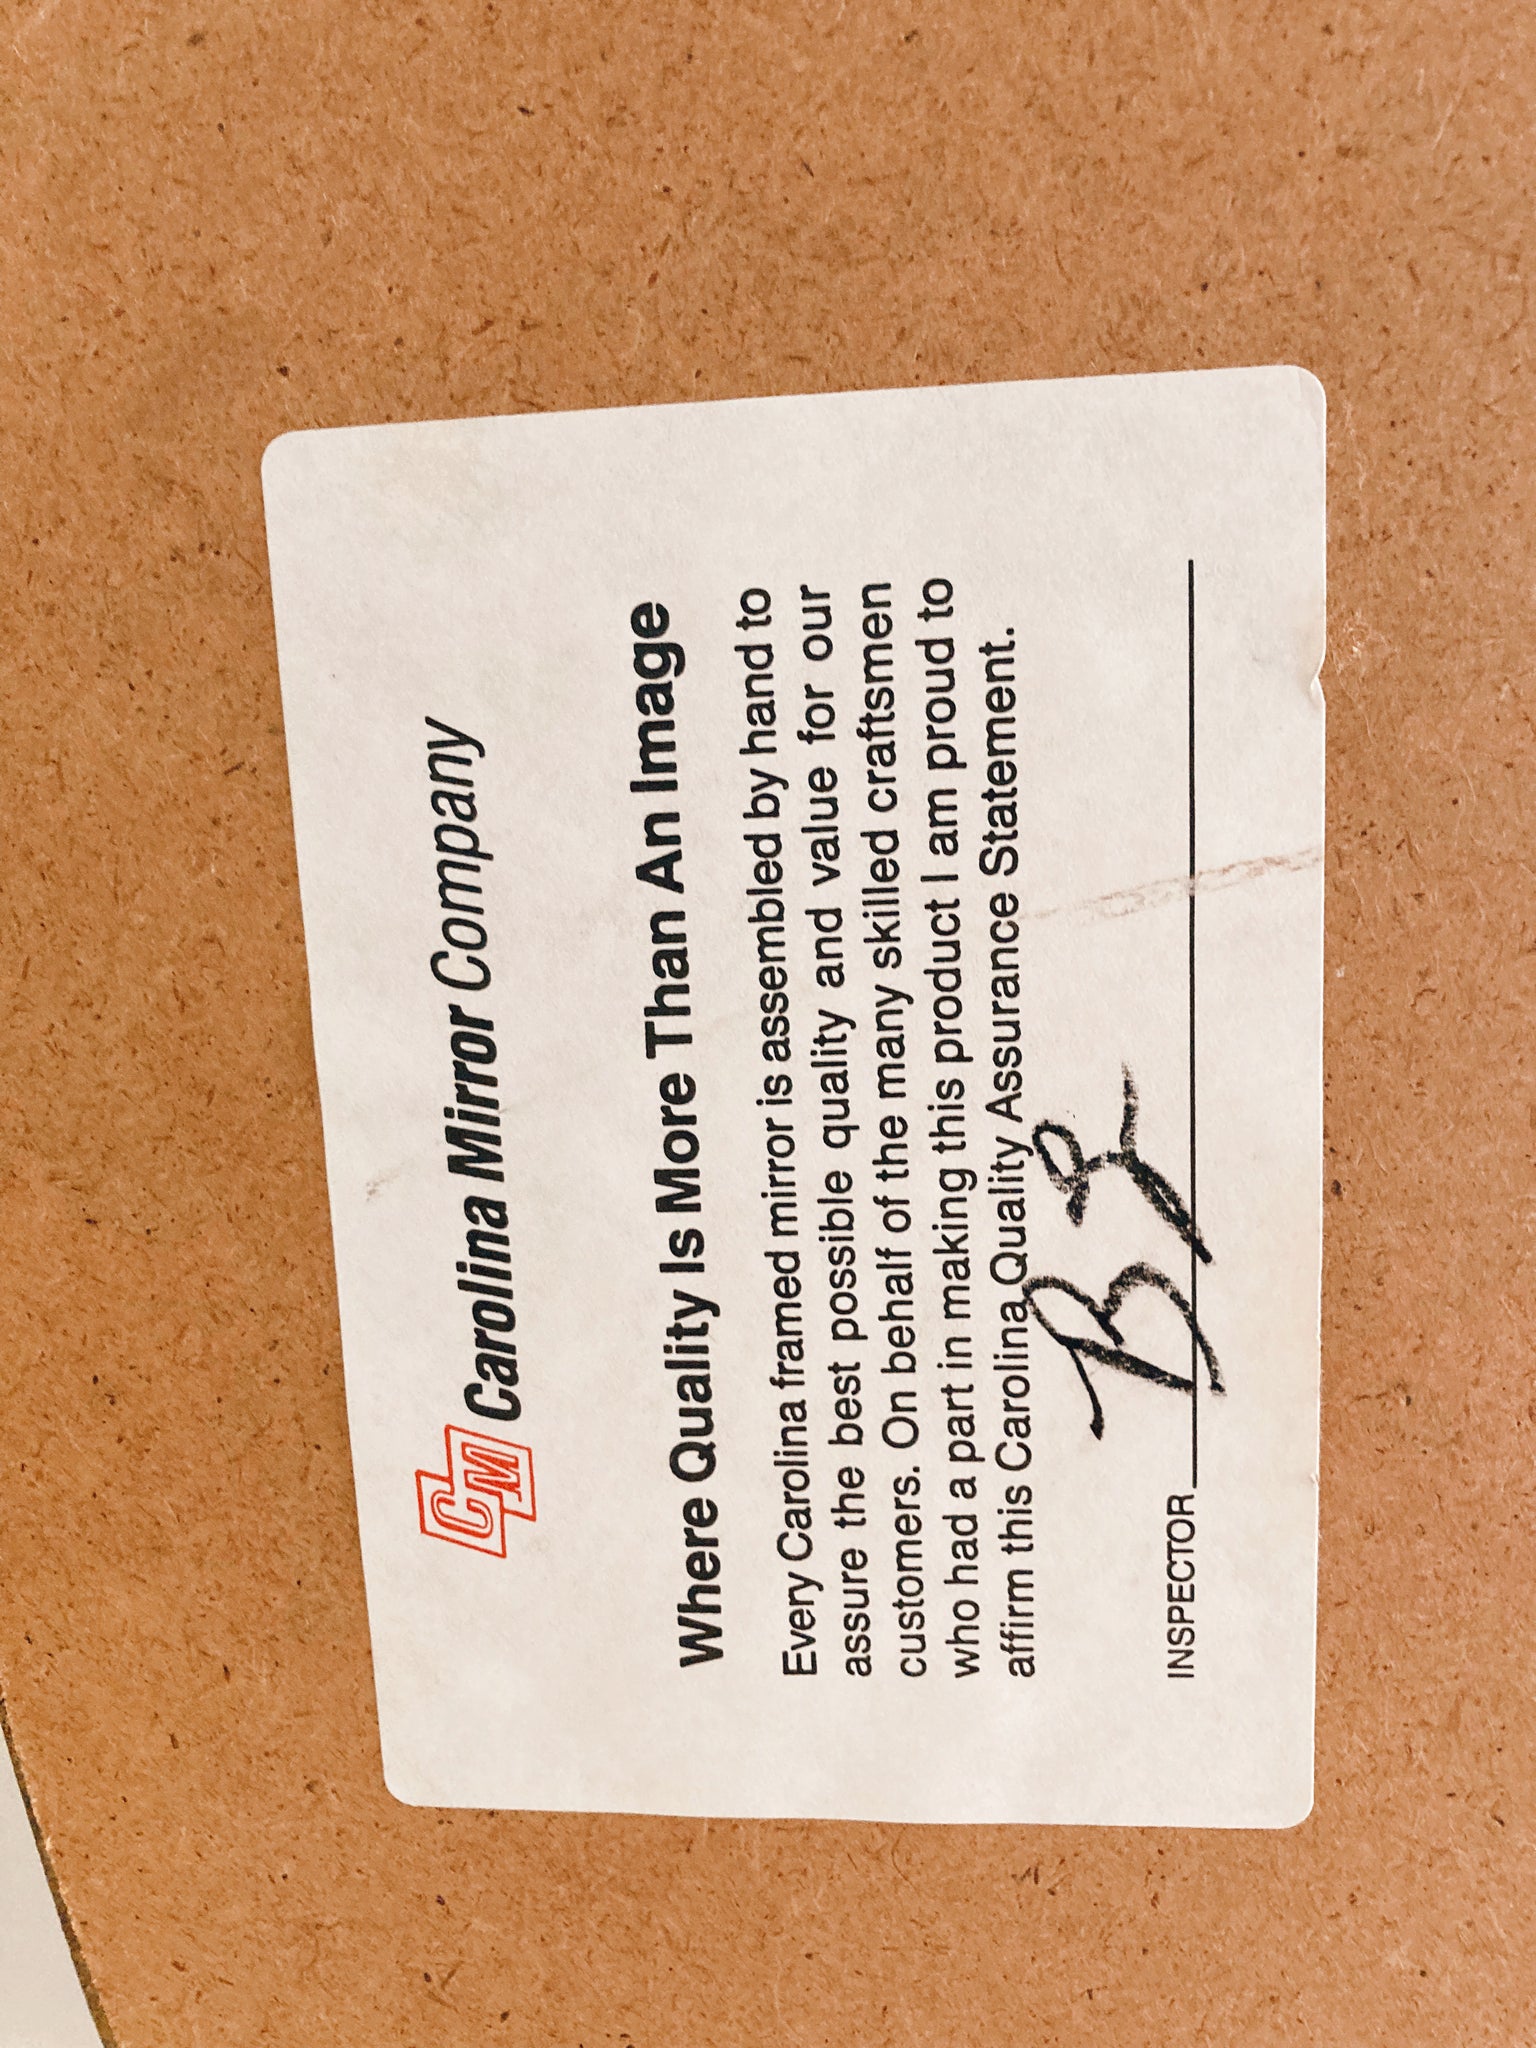 CM Carolina Mirror Company
Where Quality Is More Than An Image
Every Carolina framed mirror is assembled by hand to
assure the best possible quality and value for our
customers. On behalf of the many skilled craftsmen
who had a part in making this product I am proud to
affirm this Carolina Quality Assurance Statement.
INSPECTOR